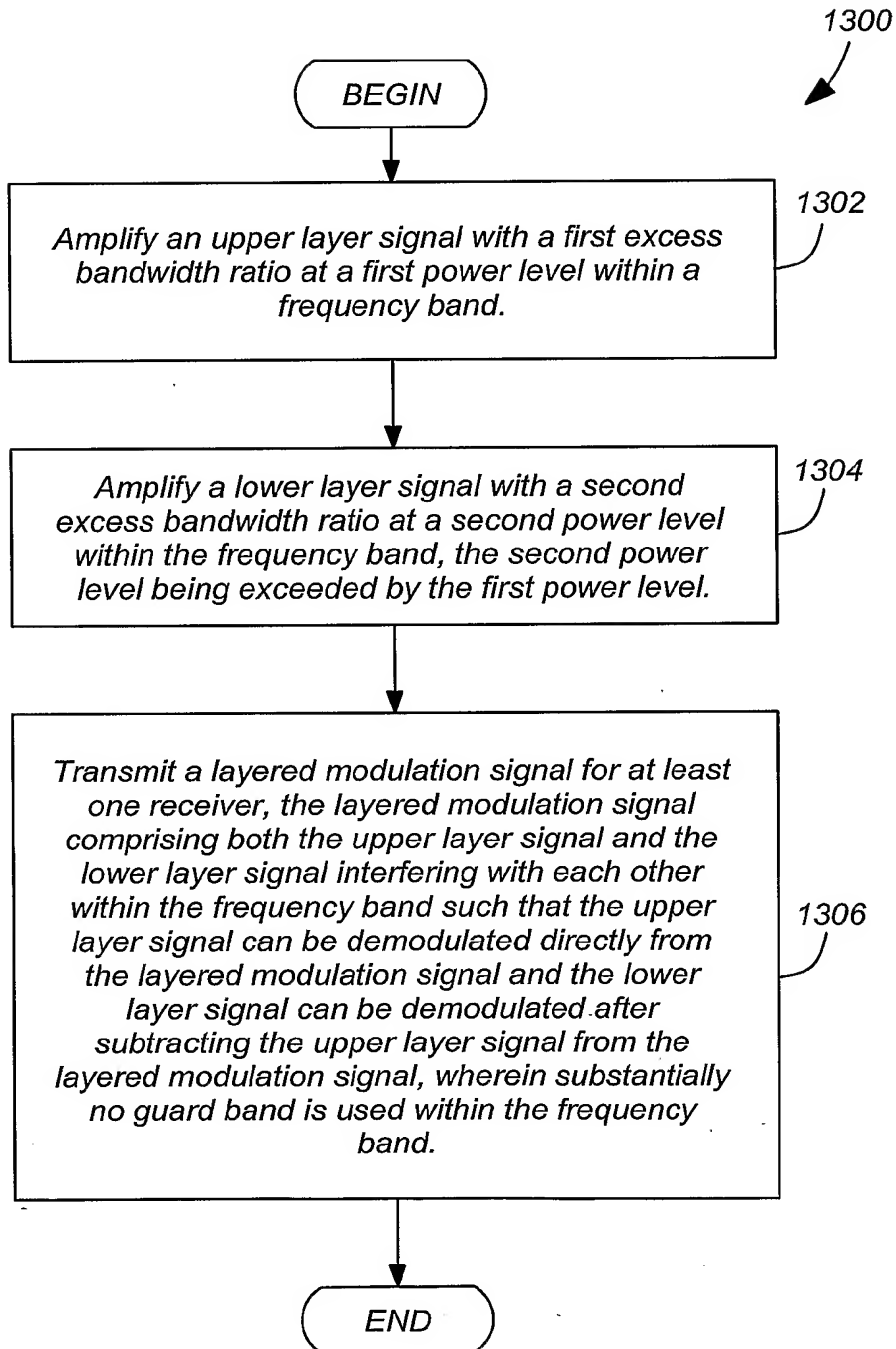 1300
BEGIN
1302
Amplify an upper layer signal with a first excess
bandwidth ratio at a first power level within a
frequency band.
1304
Amplify a lower layer signal with a second
excess bandwidth ratio at a second power level
within the frequency band, the second power
level being exceeded by the first power level.
Transmit a layered modulation signal for at least
one receiver, the layered modulation signal
comprising both the upper layer signal and the
lower layer signal interfering with each other
within the frequency band such that the upper
layer signal can be demodulated directly from
the layered modulation signal and the lower
layer signal can be demodulated after
subtracting the upper layer signal from the
layered modulation signal, wherein substantially
no guard band is used within the frequency
band.
1306
END